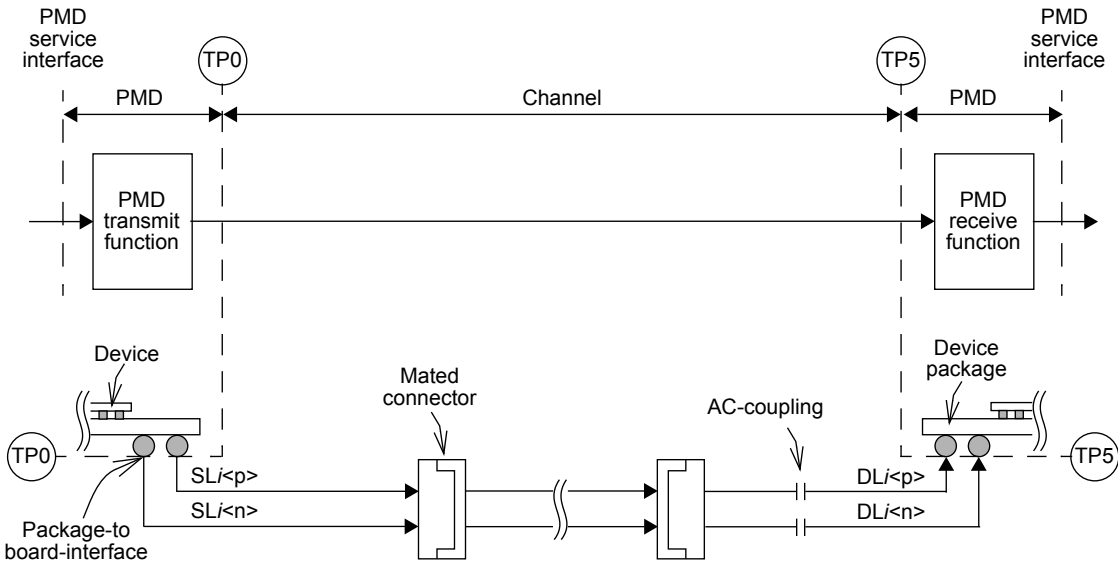 PMD
service
interface
TP0
TP5
PMD
service
interface
PMD
Channel
PMD
PMD
transmit
function
PMD
receive
function
Device
Mated
connector
AC-coupling
Device
package
TP0
TP5
SLi<p>
DLi<p>
SLi<n>
DLi<n>
Package-to
board-interface